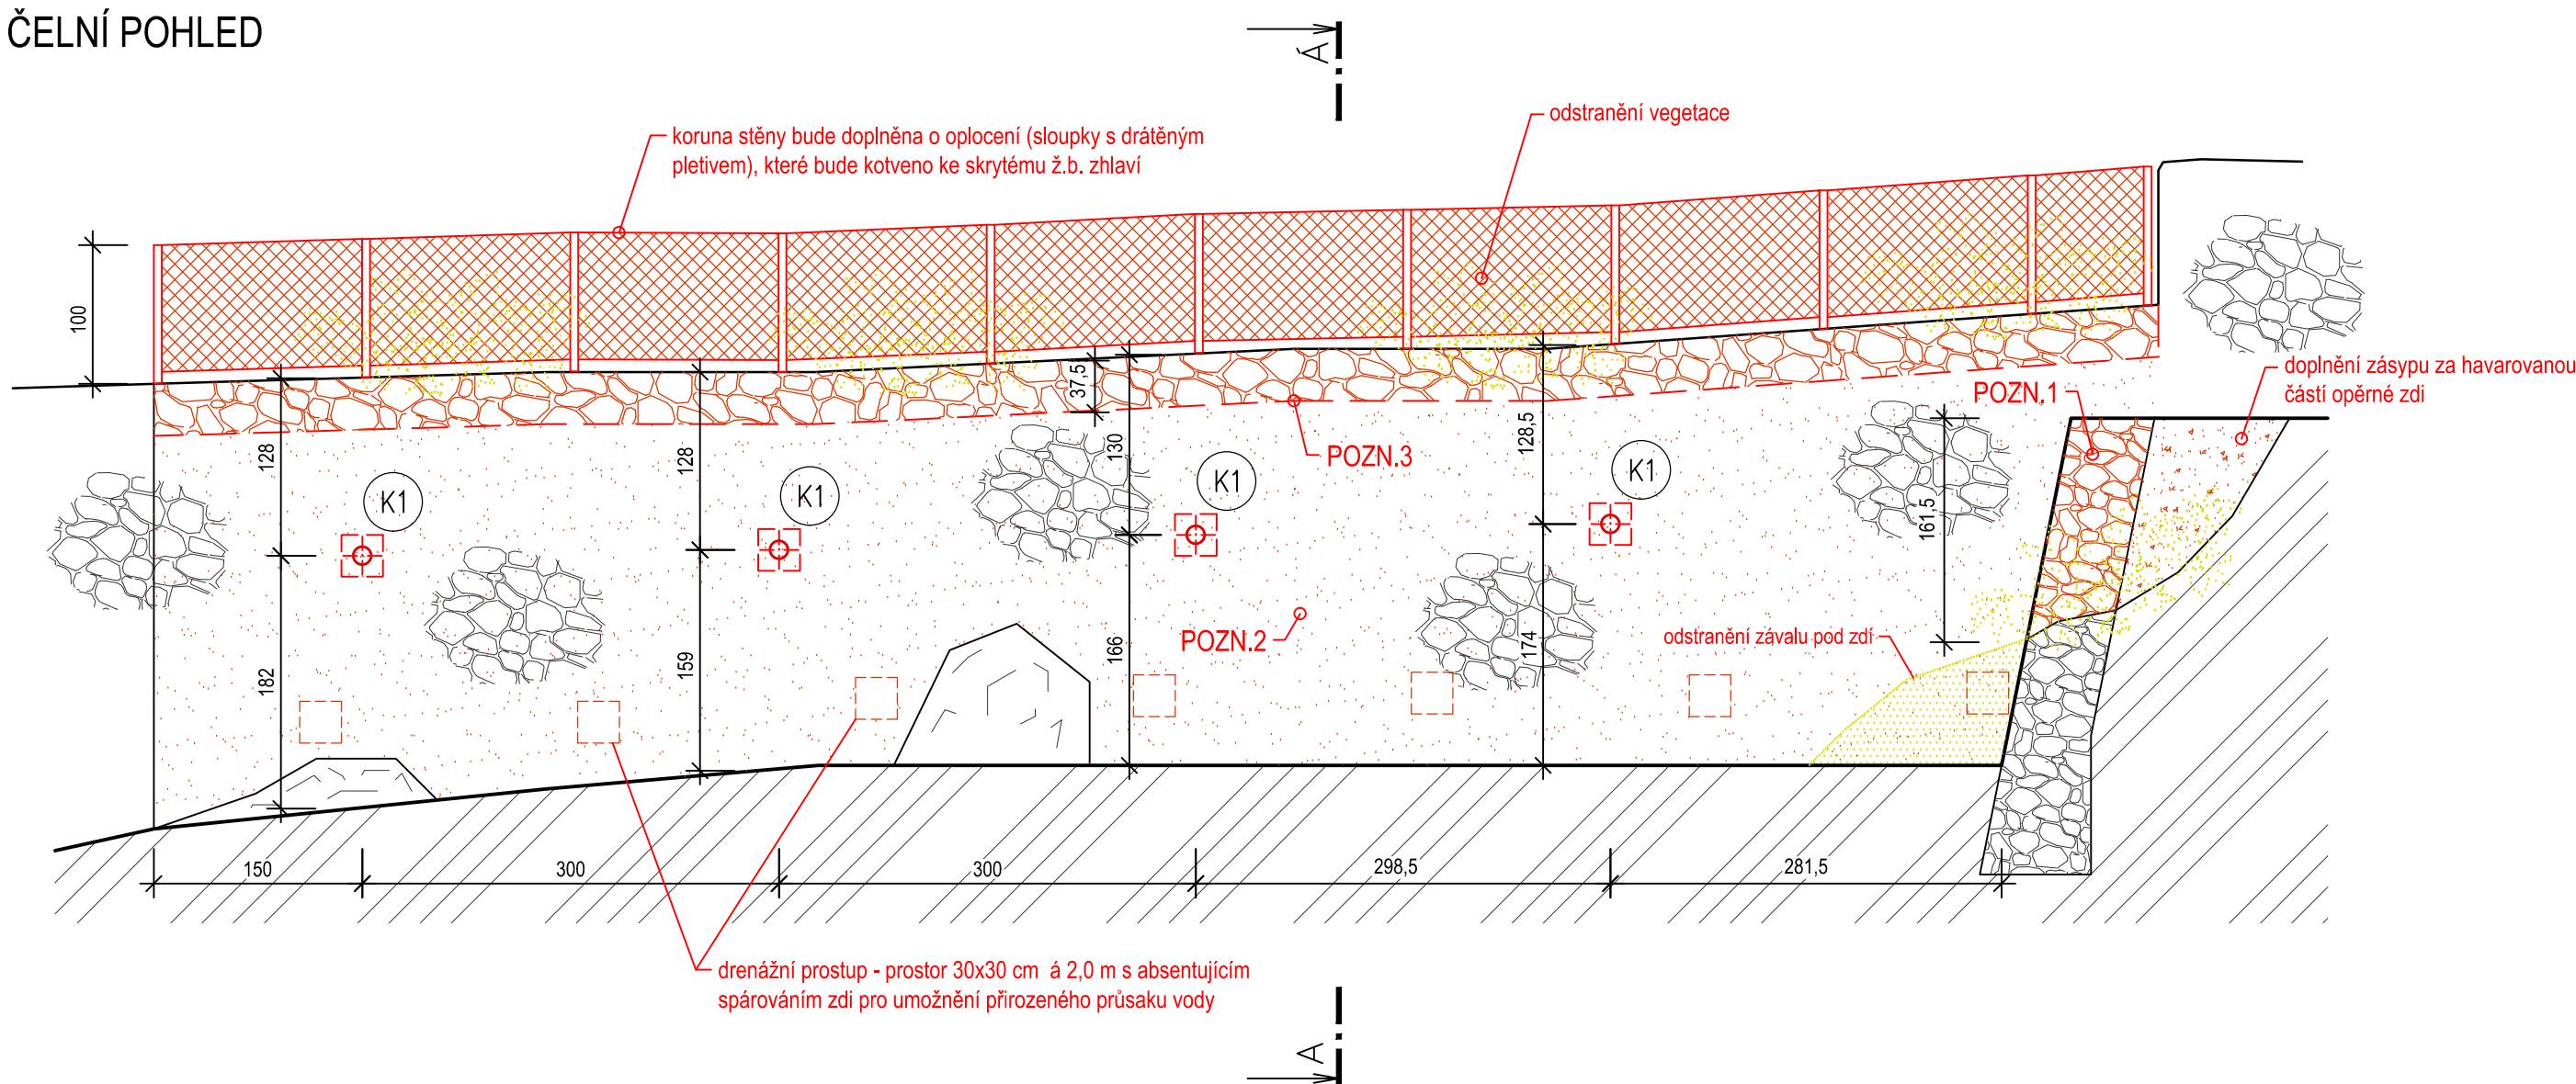 ČELNÍ POHLED
Á
odstranění vegetace
koruna stěny bude doplněna o oplocení (sloupky s drátěným
pletivem), které bude kotveno ke skrytému ž.b. zhlaví
100
37,5
doplnění zásypu za havarovanou
částí opěrné zdi
POZN.1
128
128
130
128,5
161,5
POZN.3
K1
K1
K1
K1
POZN.2
odstranění závalu pod zdí
182
159
166
174
150
300
300
298,5
281,5
drenážní prostup - prostor 30x30 cm á 2,0 m s absentujícím
spárováním zdi pro umožnění přirozeného průsaku vody
A